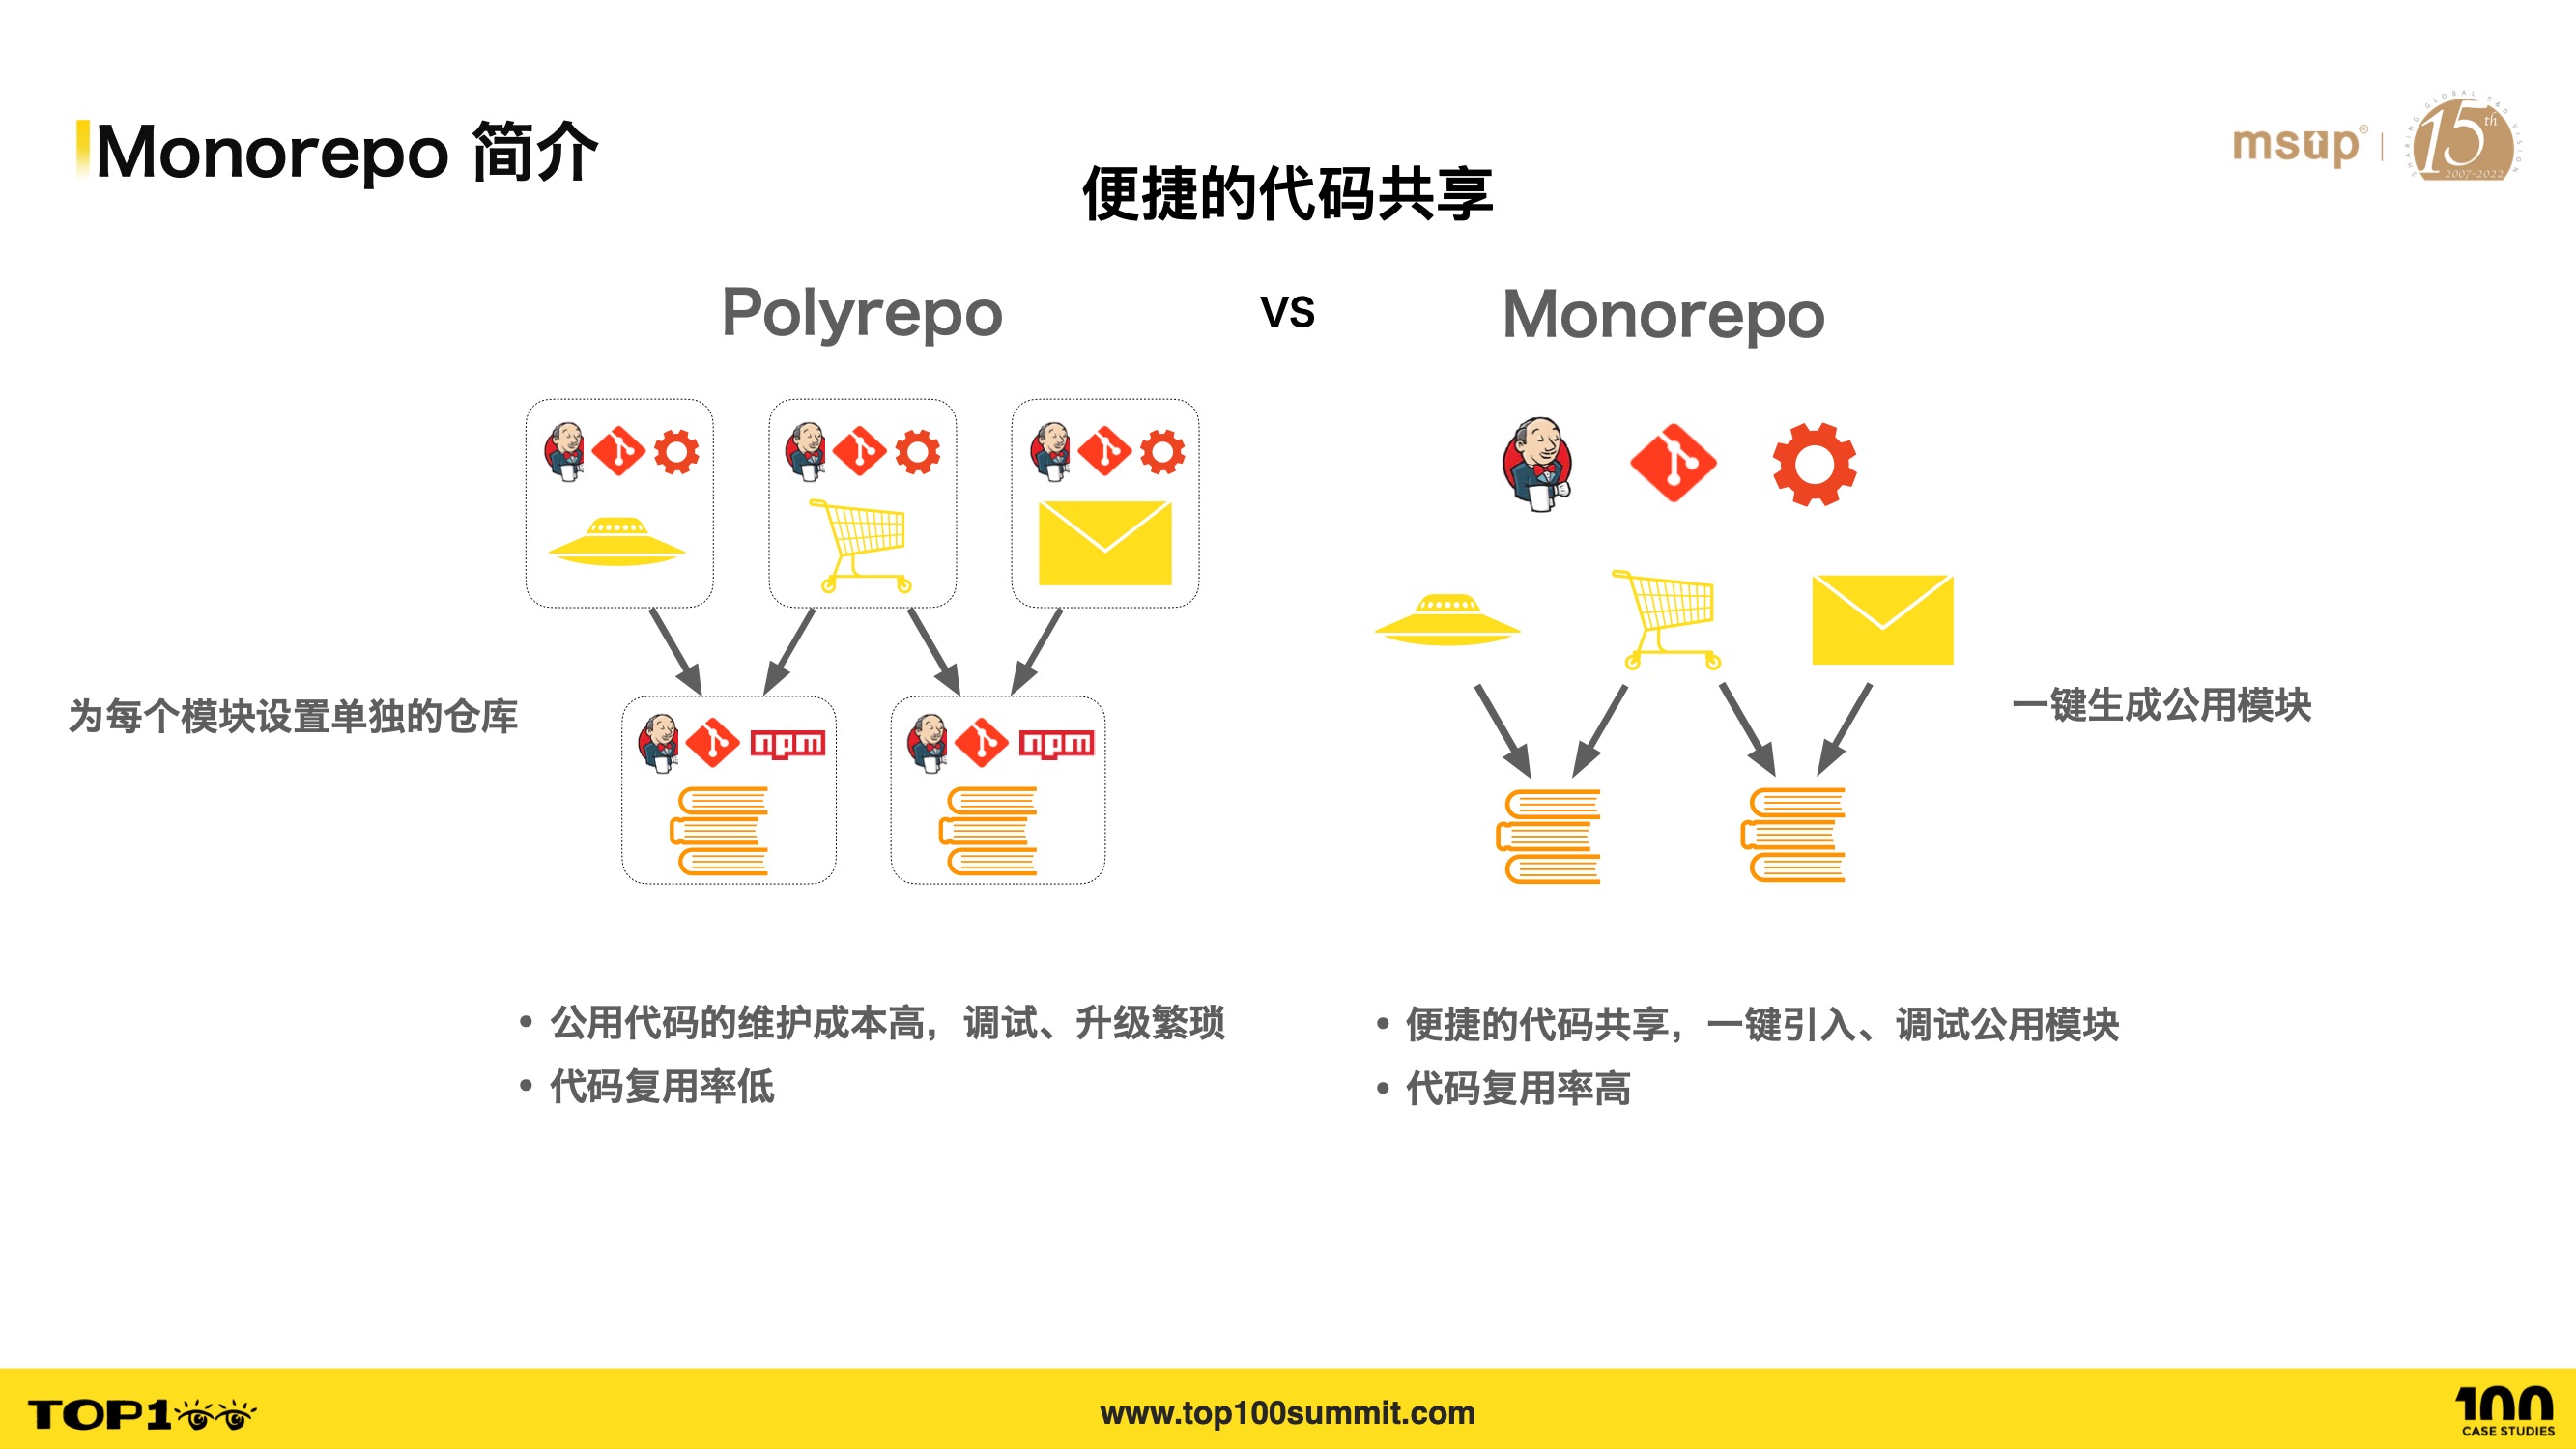 Monorepo 简介
msup®
SHARING GLOBAL R&D VISION
15th
2007-2022
便捷的代码共享
Polyrepo
VS
Monorepo
为每个模块设置单独的仓库
npm
npm
一键生成公用模块
• 公用代码的维护成本高，调试、升级繁琐
• 代码复用率低
• 便捷的代码共享，一键引入、调试公用模块
• 代码复用率高
TOP100
www.top100summit.com
100
CASE STUDIES